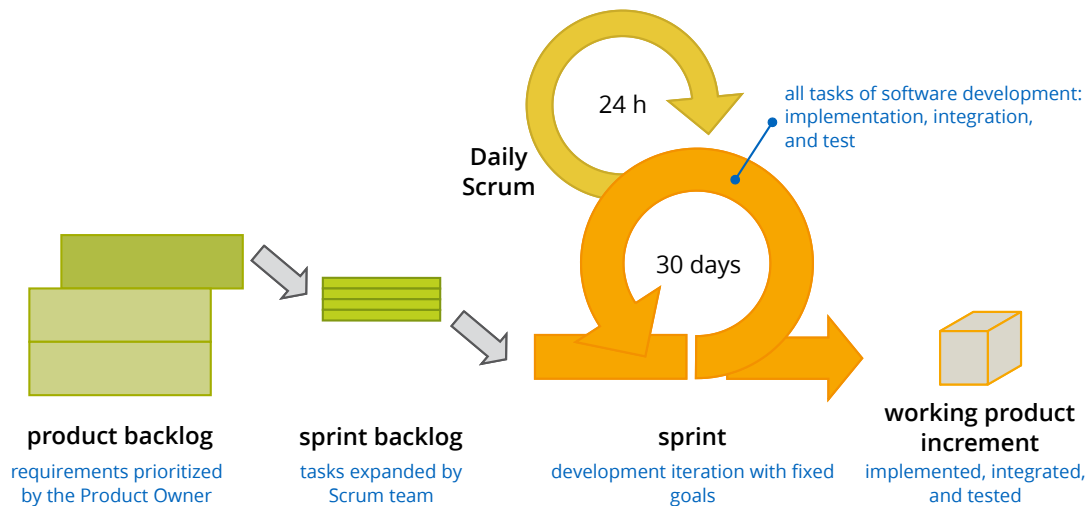 24 h
all tasks of software development:
implementation, integration,
and test
Daily
Scrum
30 days
product backlog
requirements prioritized
by the Product Owner
sprint backlog
tasks expanded by
Scrum team
sprint
development iteration with fixed
goals
working product
increment
implemented, integrated,
and tested